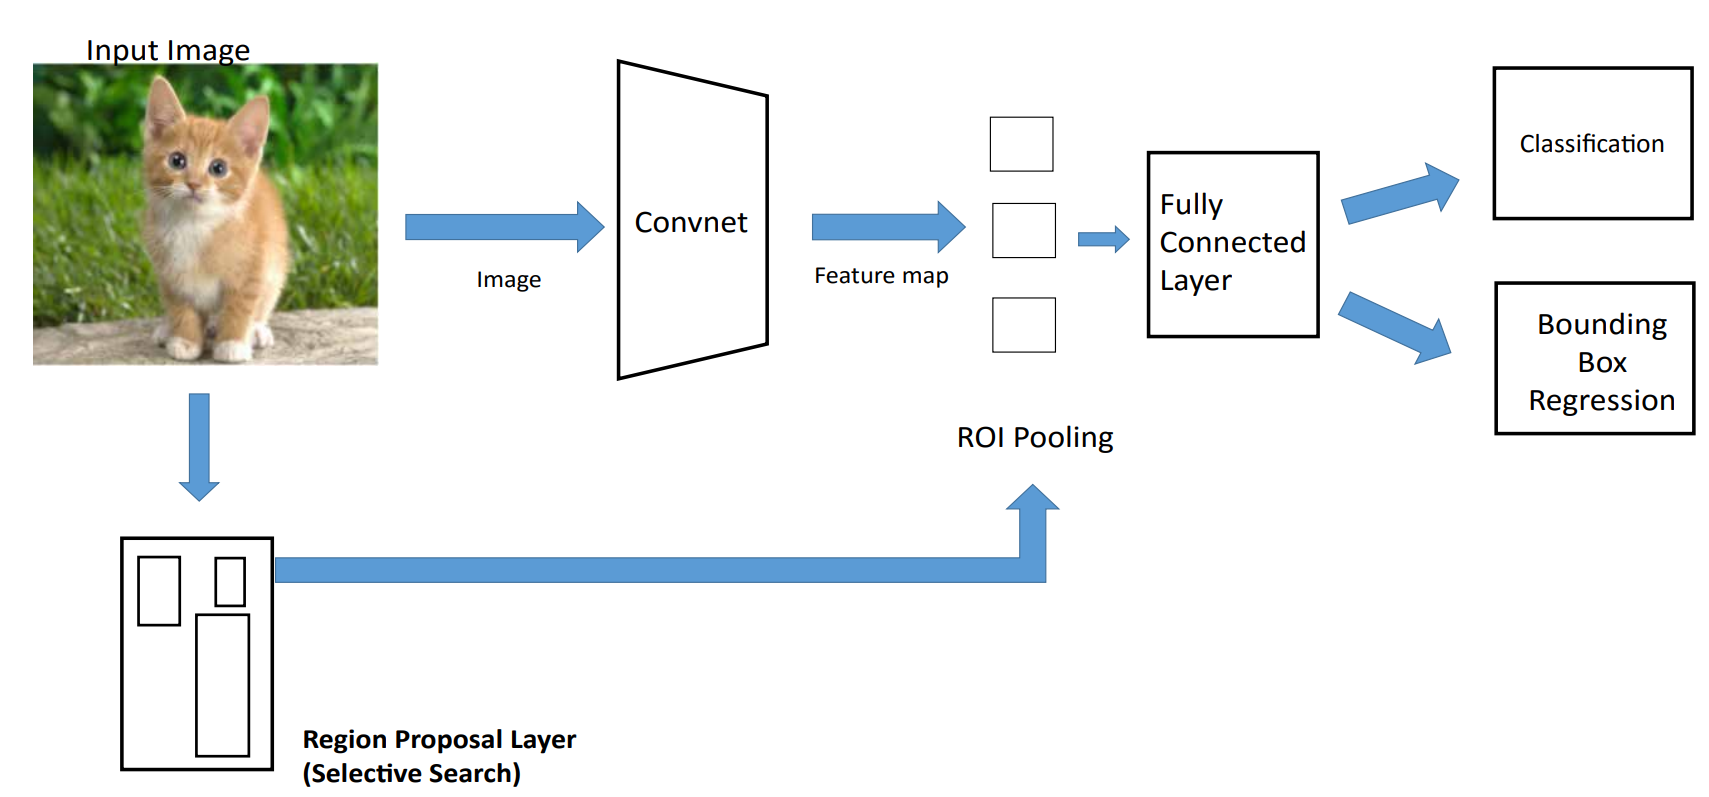 Input Image
Image
Convnet
Feature map
ROI Pooling
Fully
Connected
Layer
Classification
Bounding
Box
Regression
Region Proposal Layer
(Selective Search)